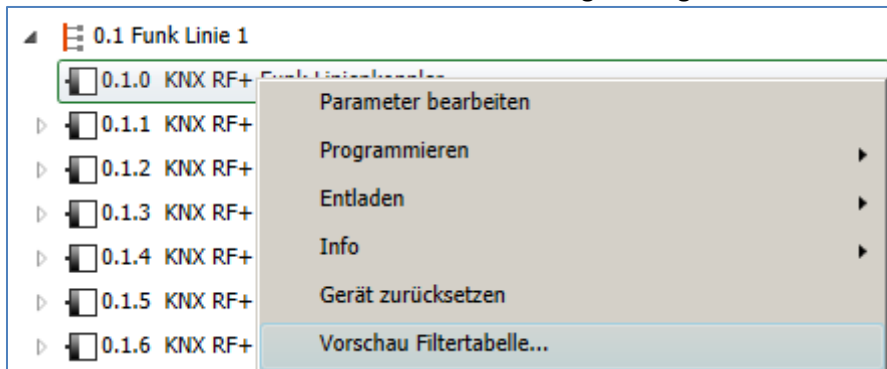 0.1 Funk Linie 1
0.1.0 KNX RF+ Funk Linienkoppler
0.1.1 KNX RF+
0.1.2 KNX RF+
0.1.3 KNX RF+
0.1.4 KNX RF+
0.1.5 KNX RF+
0.1.6 KNX RF+
Parameter bearbeiten
Programmieren
Entladen
Info
Gerät zurücksetzen
Vorschau Filtertabelle...